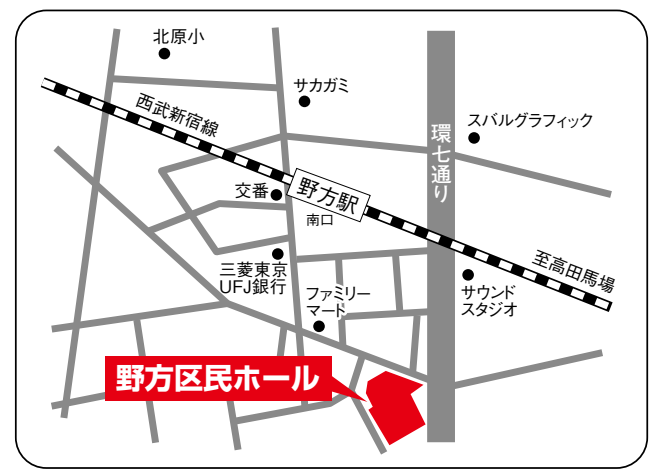 北原小
サカガミ
西武新宿線
スバルグラフィック
環七通り
交番
野方駅
南口
至高田馬場
三菱東京
UFJ銀行
サウンド
スタジオ
ファミリー
マート
野方区民ホール